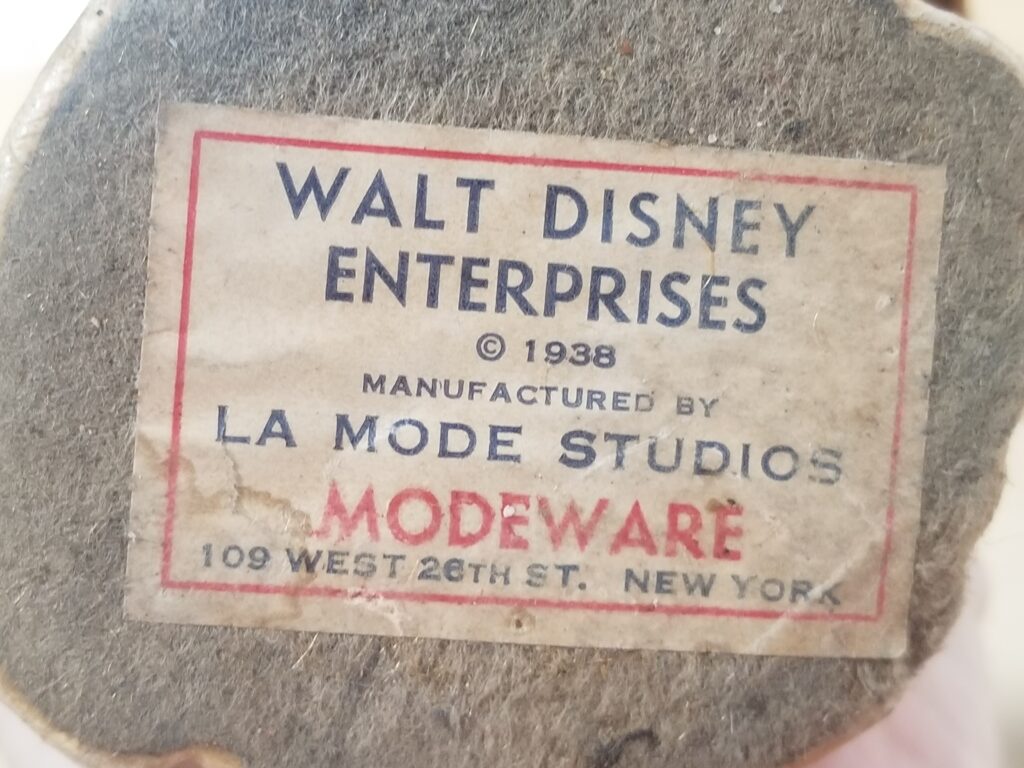 WALT DISNEY
ENTERPRISES
© 1938
MANUFACTURED BY
LA MODE STUDIOS
MODEWARE
109 WEST 26TH ST. NEW YORK